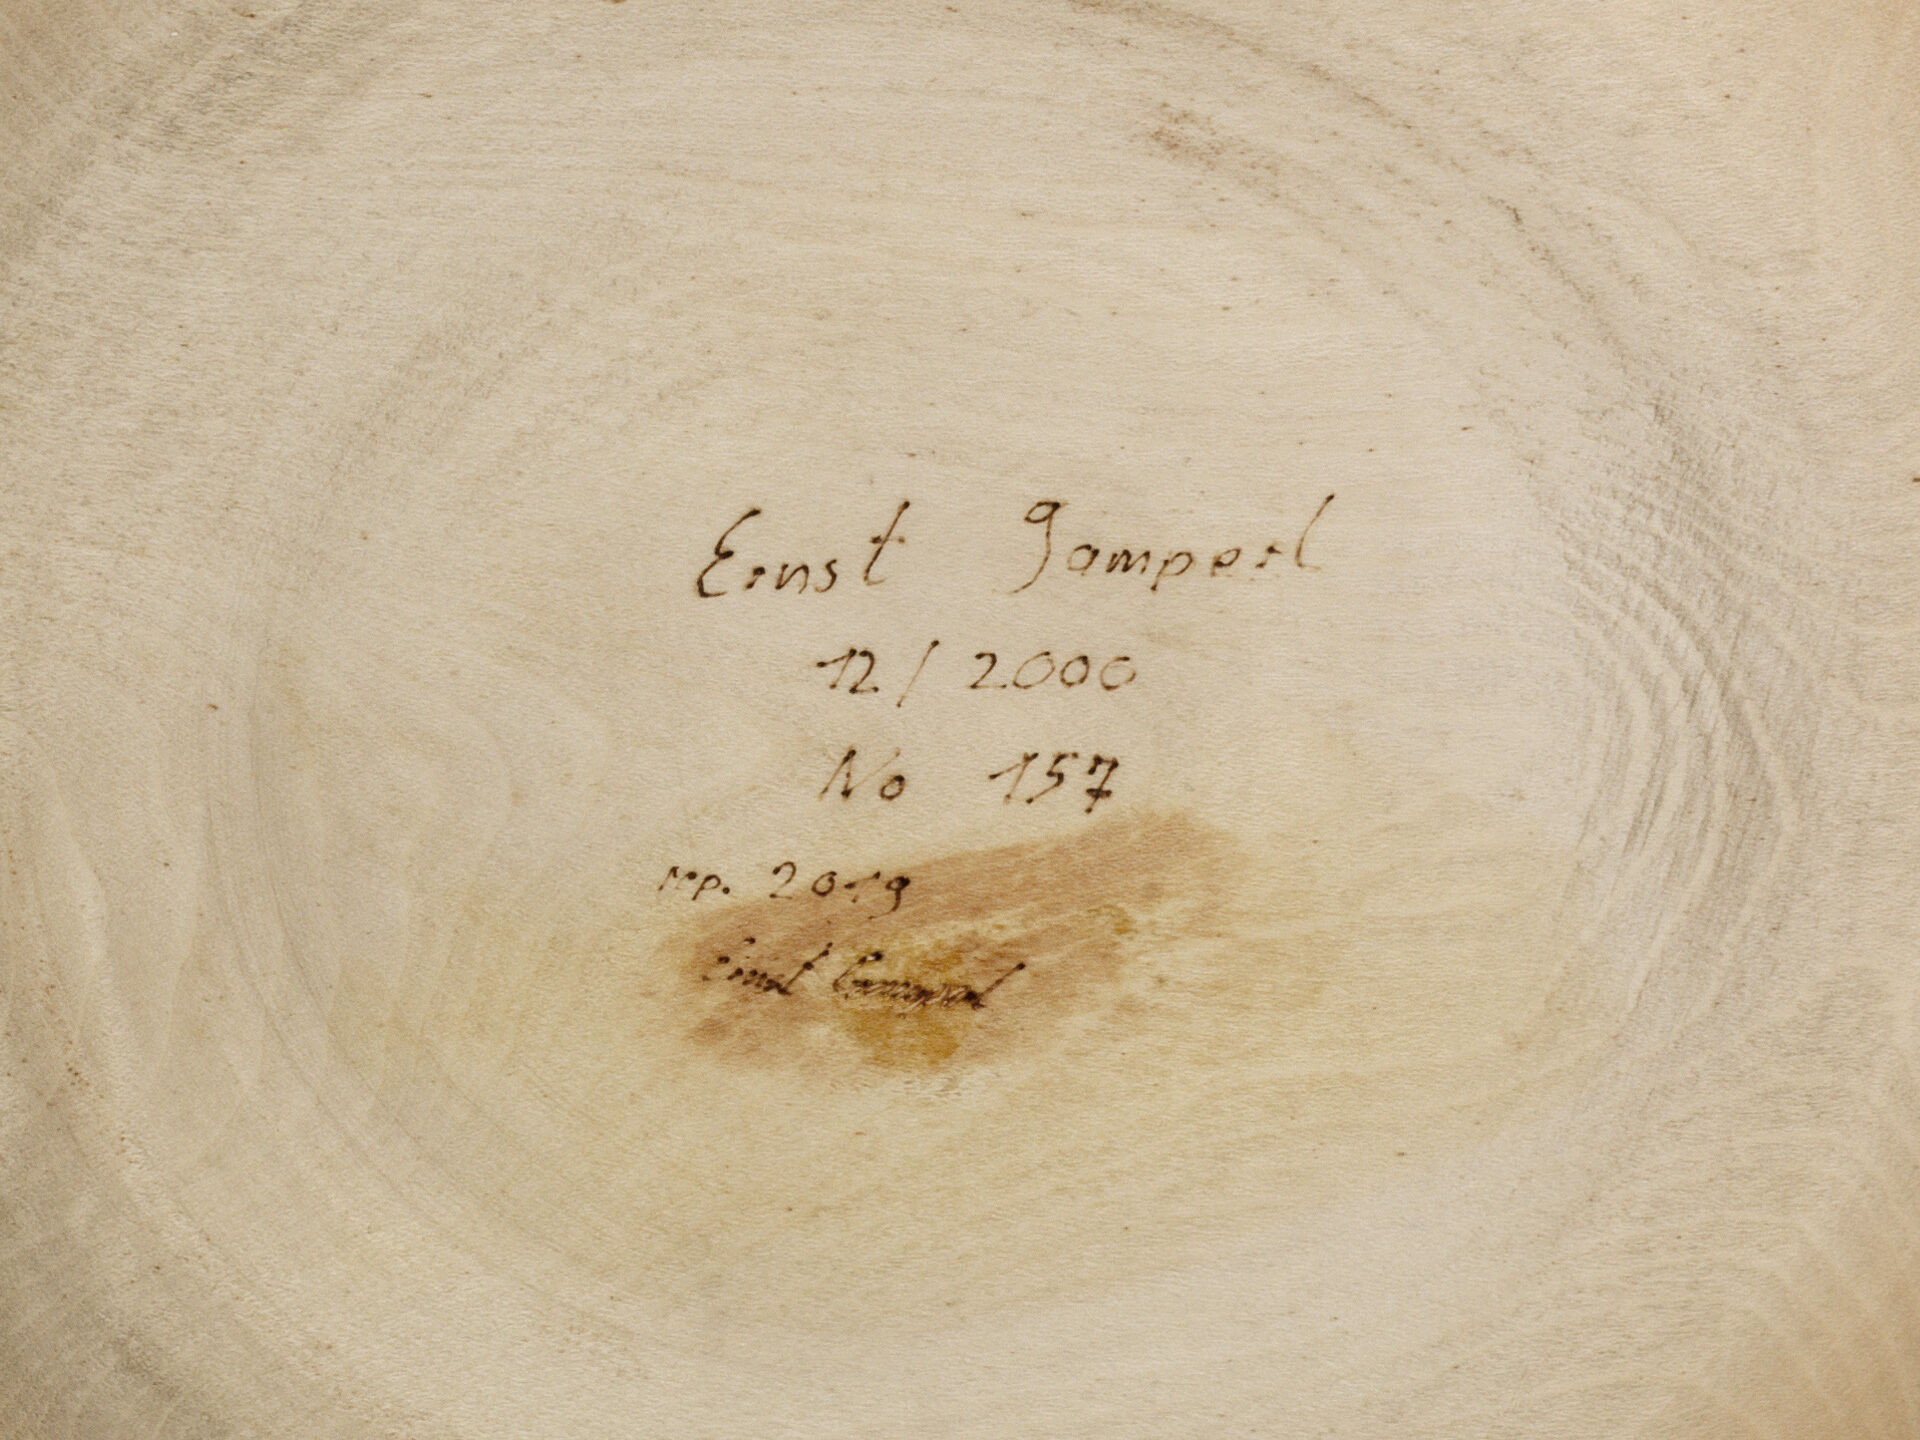 Ernst Gamperl
12 / 2000
No 157
rep. 2019
Ernst Gamperl